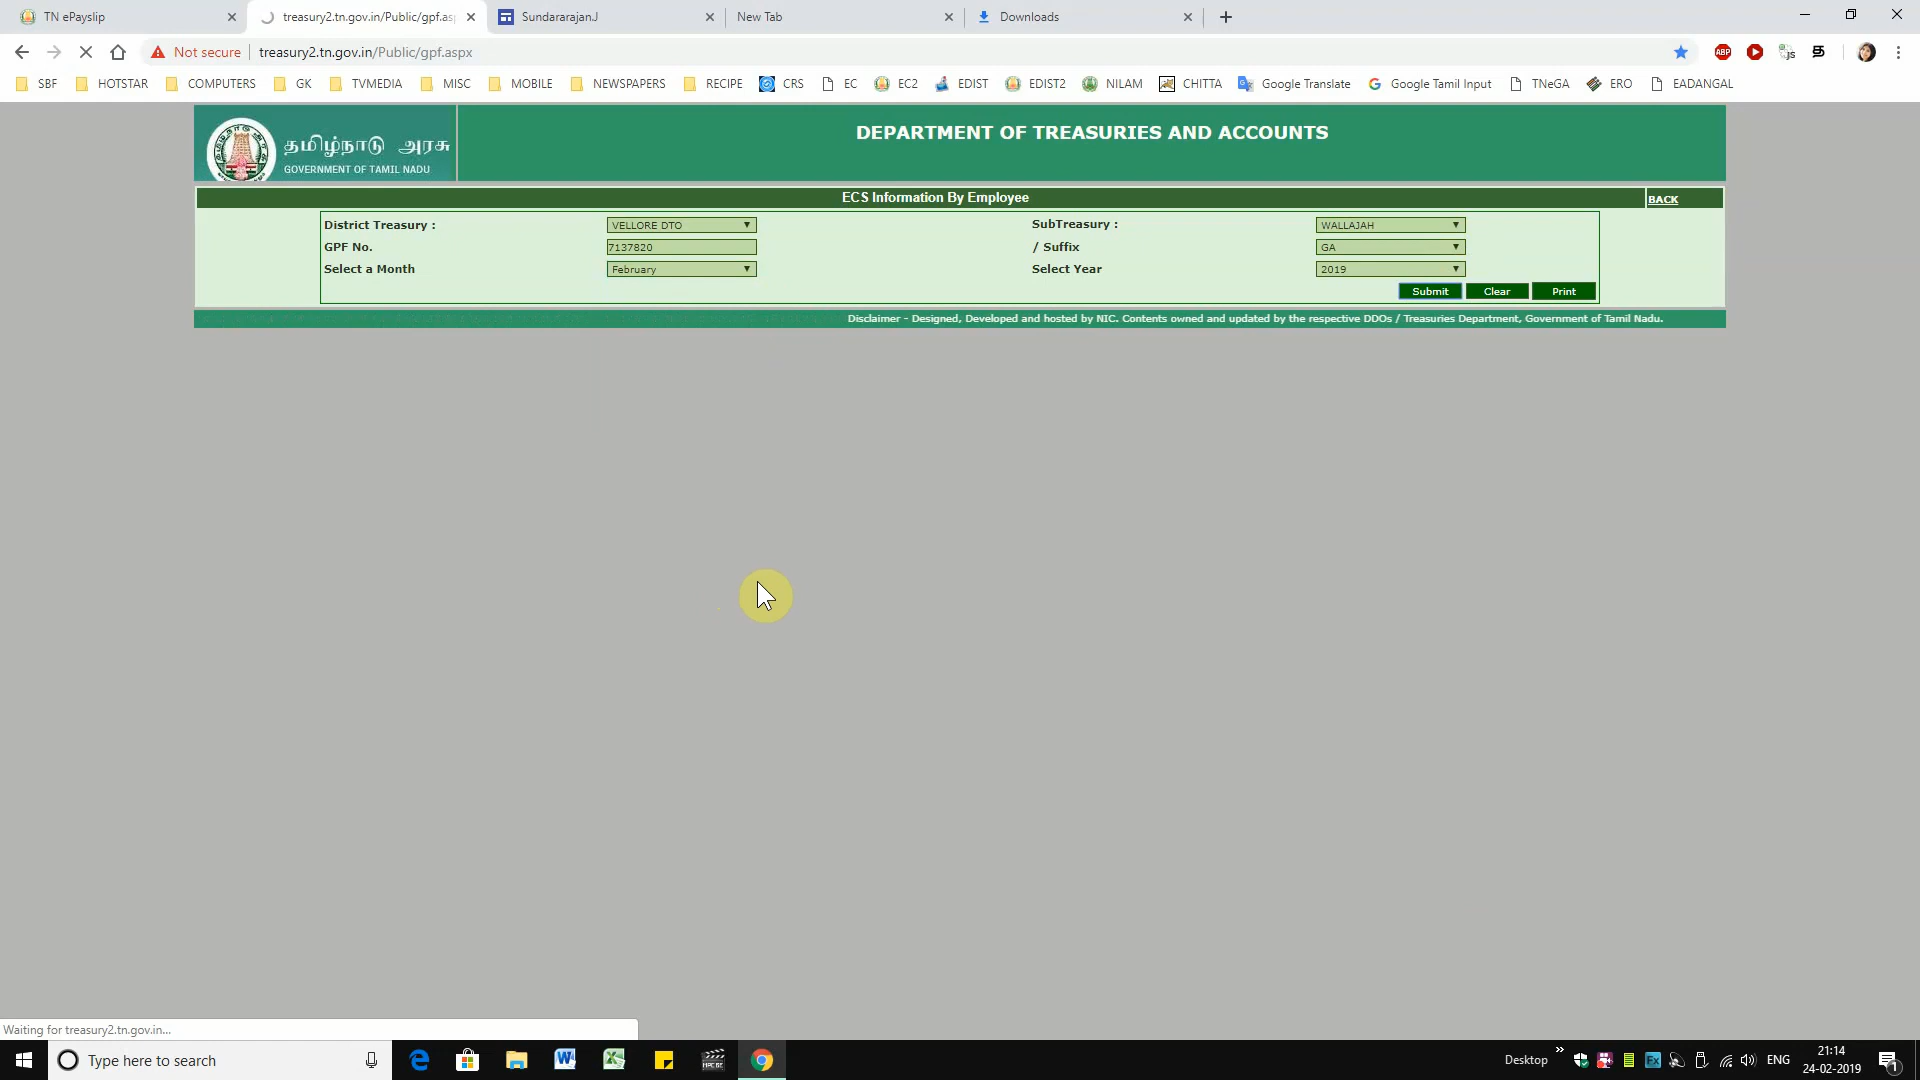 TN ePayslip
treasury2.tn.gov.in/Public/gpf.asp
Sundararajan.J
New Tab
Downloads
Not secure treasury2.tn.gov.in/Public/gpf.aspx
ABP
SBF HOTSTAR COMPUTERS GK TVMEDIA MISC MOBILE NEWSPAPERS RECIPE CRS EC EC2 EDIST EDIST2 NILAM CHITTA Google Translate Google Tamil Input TNeGA ERO EADANGAL
தமிழ்நாடு அரசு
GOVERNMENT OF TAMIL NADU
DEPARTMENT OF TREASURIES AND ACCOUNTS
ECS Information By Employee
BACK
District Treasury : VELLORE DTO SubTreasury : WALLAJAH
GPF No. 7137820 / Suffix GA
Select a Month February Select Year 2019
Submit Clear Print
Disclaimer - Designed, Developed and hosted by NIC. Contents owned and updated by the respective DDOs / Treasuries Department, Government of Tamil Nadu.
Waiting for treasury2.tn.gov.in...
Type here to search
Desktop
ENG
21:14
24-02-2019